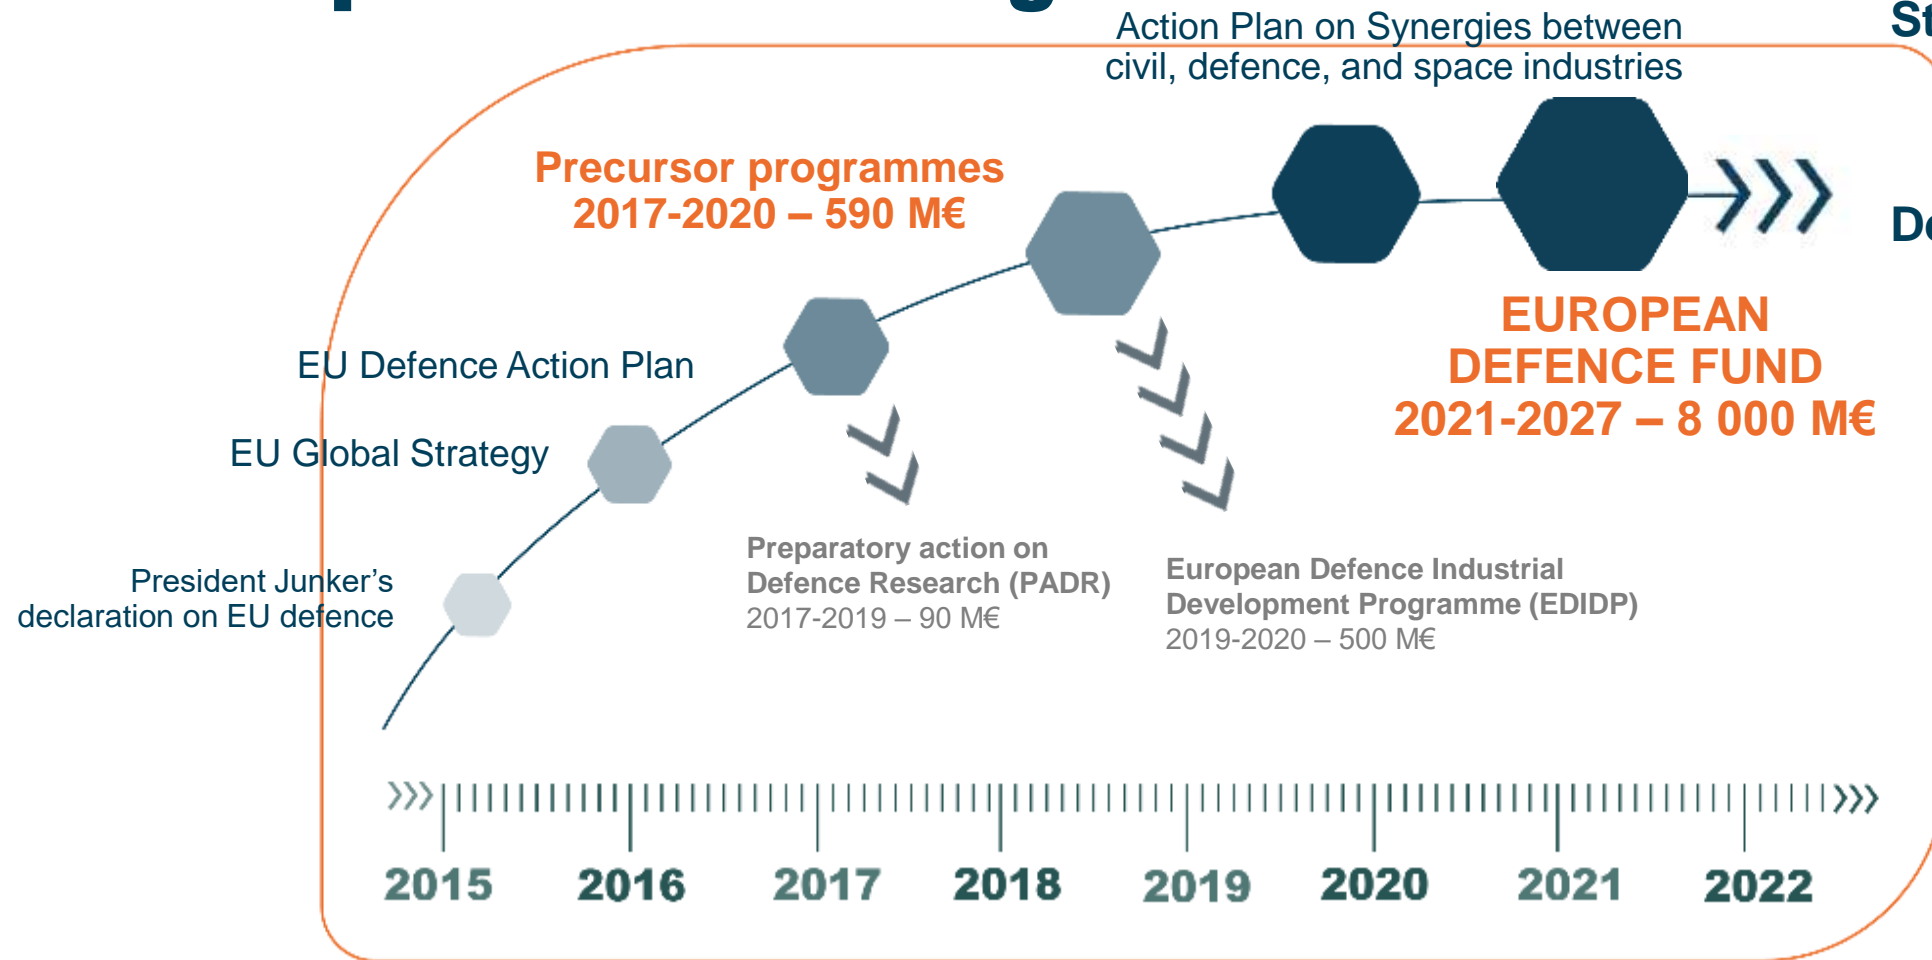 Action Plan on Synergies between
civil, defence, and space industries
Precursor programmes
2017-2020 – 590 M€
EUROPEAN
DEFENCE FUND
2021-2027 – 8 000 M€
EU Defence Action Plan
EU Global Strategy
President Junker’s
declaration on EU defence
Preparatory action on
Defence Research (PADR)
2017-2019 – 90 M€
European Defence Industrial
Development Programme (EDIDP)
2019-2020 – 500 M€
2015 2016 2017 2018 2019 2020 2021 2022